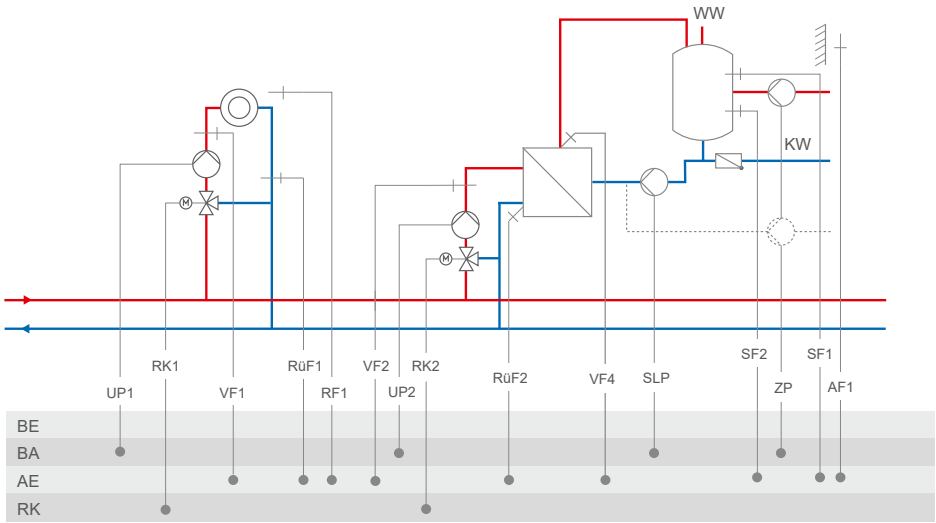 WW
KW
M
M
RK1
RüF1
VF2
RK2
RüF2
VF4
SLP
SF2
SF1
UP1
VF1
RF1
UP2
ZP
AF1
BE
BA
AE
RK